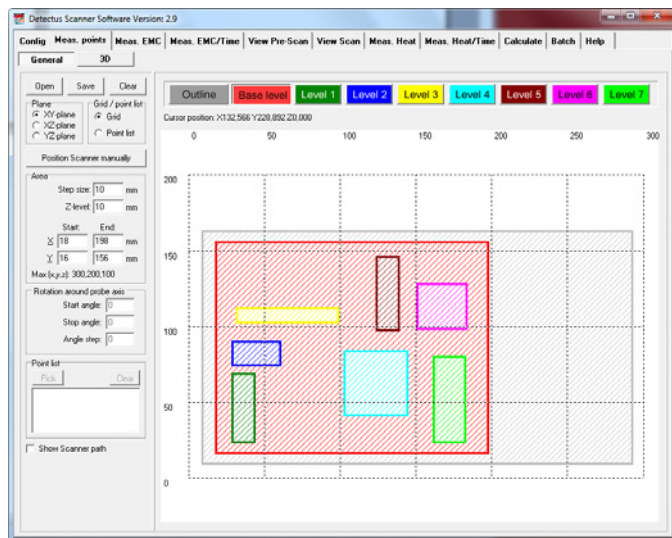 Detectus Scanner Software Version: 2.9
Config Meas. points Meas. EMC Meas. EMC/Time View Pre-Scan View Scan Meas. Heat Meas. Heat/Time Calculate Batch Help
General 3D
Open Save Clear
Plane
XY-plane
XZ-plane
YZ-plane
Grid / point list
Grid
Point list
Position Scanner manually
Area
Step size: 10 mm
Z-level: 10 mm
Start: End:
X 18 198 mm
Y 16 156 mm
Max (x,y,z): 300,200,100
Rotation around probe axis
Start angle: 0
Stop angle: 0
Angle step: 0
Point list
Pick Clear
Show Scanner path
Outline Base level Level 1 Level 2 Level 3 Level 4 Level 5 Level 6 Level 7
Cursor position: X132,566 Y228,892 Z0,000
0 50 100 150 200 250 300
200
150
100
50
0